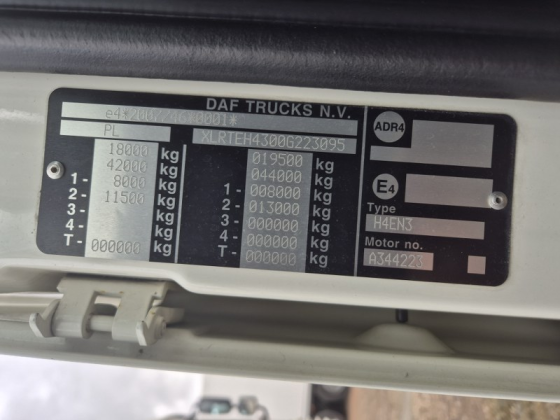 DAF TRUCKS N.V.
e4*2007/46*0001*
PL XLRTEH4300G223095
18000 kg 019500 kg
42000 kg 044000 kg
1 - 8000 kg 1 - 008000 kg
2 - 11500 kg 2 - 013000 kg
3 - kg 3 - 000000 kg
4 - kg 4 - 000000 kg
T - 000000 kg T - 000000 kg
ADR4
E4
Type
H4EN3
Motor no.
A344223